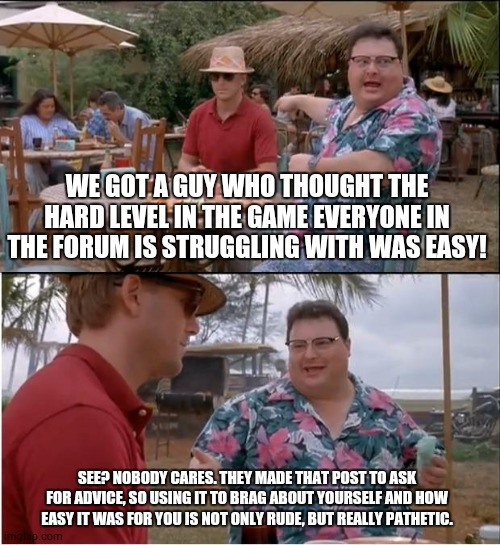 WE GOT A GUY WHO THOUGHT THE
HARD LEVEL IN THE GAME EVERYONE IN
THE FORUM IS STRUGGLING WITH WAS EASY!
SEE? NOBODY CARES. THEY MADE THAT POST TO ASK
FOR ADVICE, SO USING IT TO BRAG ABOUT YOURSELF AND HOW
EASY IT WAS FOR YOU IS NOT ONLY RUDE, BUT REALLY PATHETIC.
imgflip.com